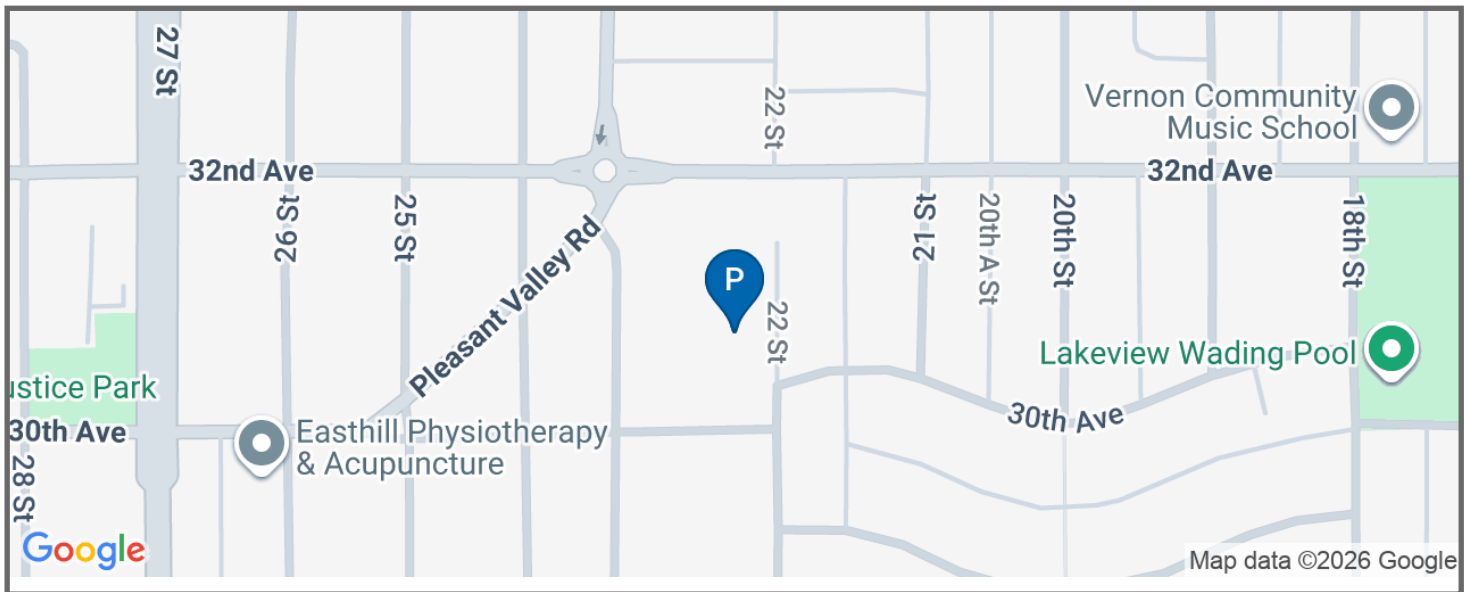 27 St
22 St
Vernon Community
Music School
32nd Ave
32nd Ave
26 St
25 St
Pleasant Valley Rd
21 St
20th A St
20th St
18th St
P
22 St
Lakeview Wading Pool
ustice Park
30th Ave
30th Ave
Easthill Physiotherapy
& Acupuncture
28 St
Google
Map data ©2026 Google